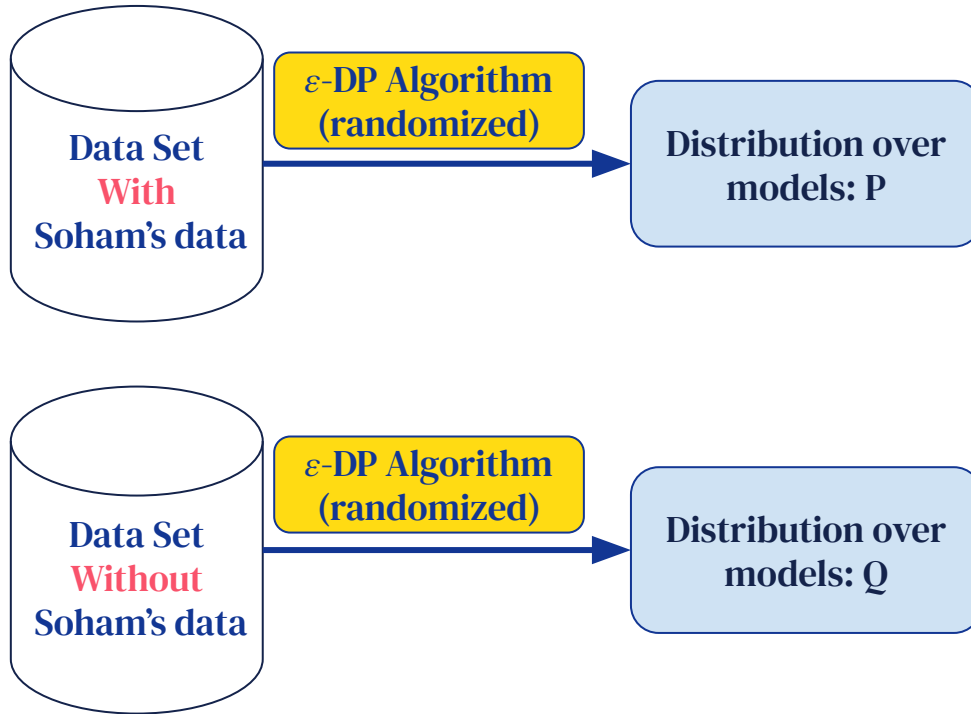 ε-DP Algorithm
(randomized)
Data Set
With
Soham’s data
Distribution over
models: P
ε-DP Algorithm
(randomized)
Data Set
Without
Soham’s data
Distribution over
models: Q